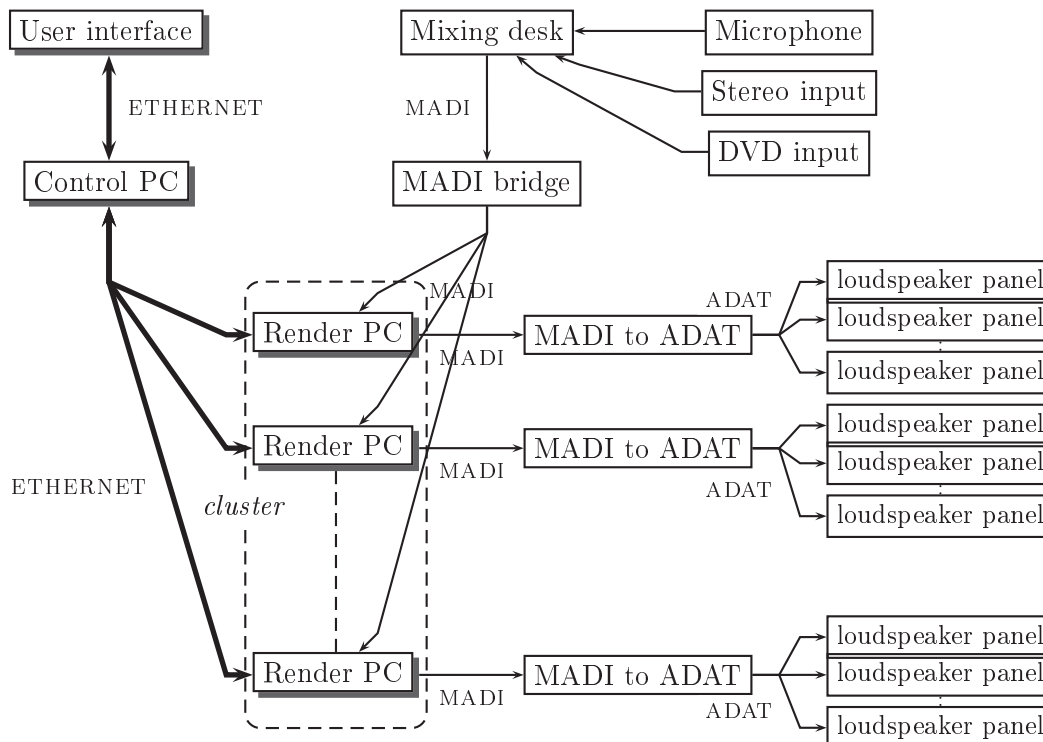 User interface
Mixing desk
Microphone
Stereo input
ETHERNET
MADI
DVD input
Control PC
MADI bridge
loudspeaker panel
MADI
ADAT
loudspeaker panel
Render PC
MADI to ADAT
MADI
loudspeaker panel
loudspeaker panel
Render PC
MADI to ADAT
loudspeaker panel
MADI
ETHERNET
ADAT
cluster
loudspeaker panel
loudspeaker panel
Render PC
MADI to ADAT
loudspeaker panel
MADI
ADAT
loudspeaker panel